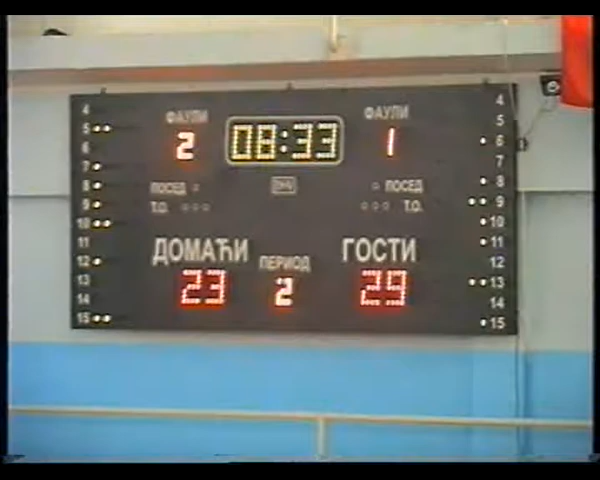 ФАУЛИ ФАУЛИ
2 08:33 1
ПОСЕД ПОСЕД
Т.О. Т.О.
ДОМАЋИ ПЕРИОД ГОСТИ
23 2 29
4 4
5 5
6 6
7 7
8 8
9 9
10 10
11 11
12 12
13 13
14 14
15 15